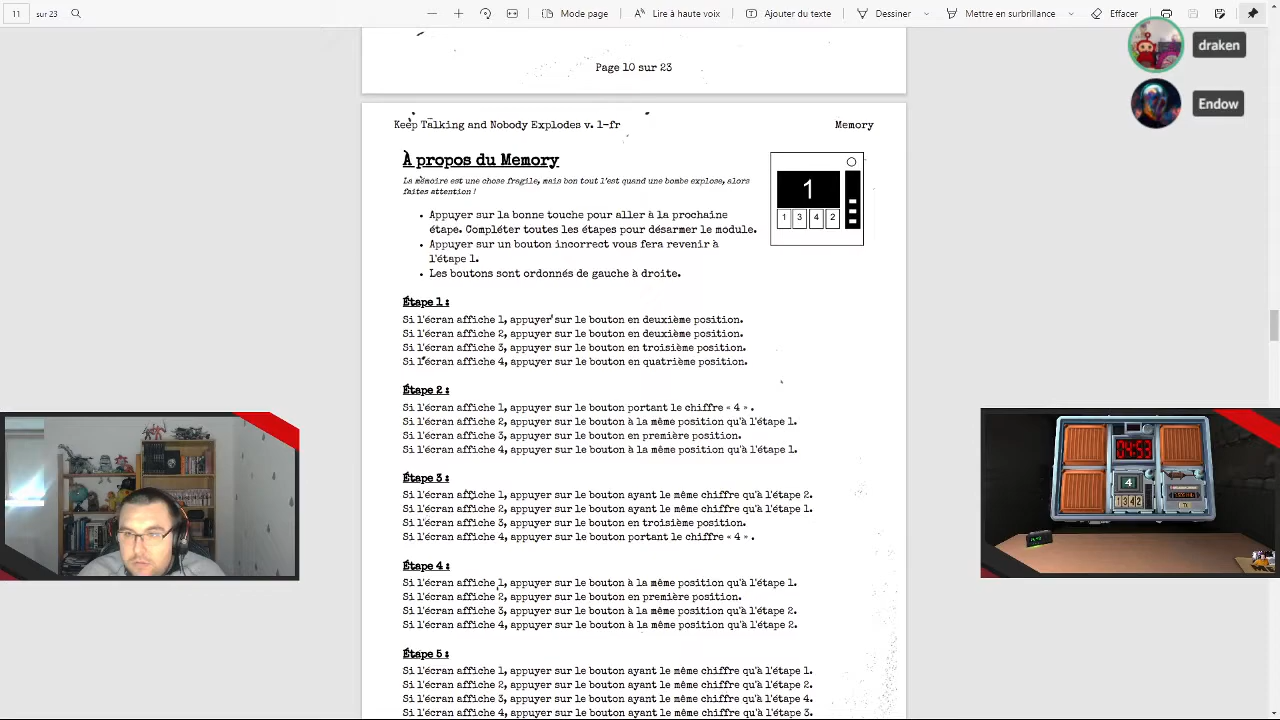 11 sur 23
Mode page
Lire à haute voix
Ajouter du texte
Dessiner
Mettre en surbrillance
Effacer
draken
Endow
Page 10 sur 23
Keep Talking and Nobody Explodes v. 1-fr
Memory
À propos du Memory
La mémoire est une chose fragile, mais bon tout l'est quand une bombe explose, alors
faites attention !
1
1 3 4 2
• Appuyer sur la bonne touche pour aller à la prochaine
étape. Compléter toutes les étapes pour désarmer le module.
• Appuyer sur un bouton incorrect vous fera revenir à
l'étape 1.
• Les boutons sont ordonnés de gauche à droite.
Étape 1 :
Si l'écran affiche 1, appuyer sur le bouton en deuxième position.
Si l'écran affiche 2, appuyer sur le bouton en deuxième position.
Si l'écran affiche 3, appuyer sur le bouton en troisième position.
Si l'écran affiche 4, appuyer sur le bouton en quatrième position.
Étape 2 :
Si l'écran affiche 1, appuyer sur le bouton portant le chiffre « 4 » .
Si l'écran affiche 2, appuyer sur le bouton à la même position qu'à l'étape 1.
Si l'écran affiche 3, appuyer sur le bouton en première position.
Si l'écran affiche 4, appuyer sur le bouton à la même position qu'à l'étape 1.
Étape 3 :
Si l'écran affiche 1, appuyer sur le bouton ayant le même chiffre qu'à l'étape 2.
Si l'écran affiche 2, appuyer sur le bouton ayant le même chiffre qu'à l'étape 1.
Si l'écran affiche 3, appuyer sur le bouton en troisième position.
Si l'écran affiche 4, appuyer sur le bouton portant le chiffre « 4 » .
Étape 4 :
Si l'écran affiche 1, appuyer sur le bouton à la même position qu'à l'étape 1.
Si l'écran affiche 2, appuyer sur le bouton en première position.
Si l'écran affiche 3, appuyer sur le bouton à la même position qu'à l'étape 2.
Si l'écran affiche 4, appuyer sur le bouton à la même position qu'à l'étape 2.
Étape 5 :
Si l'écran affiche 1, appuyer sur le bouton ayant le même chiffre qu'à l'étape 1.
Si l'écran affiche 2, appuyer sur le bouton ayant le même chiffre qu'à l'étape 2.
Si l'écran affiche 3, appuyer sur le bouton ayant le même chiffre qu'à l'étape 4.
Si l'écran affiche 4, appuyer sur le bouton ayant le même chiffre qu'à l'étape 3.
04:53
4
1342